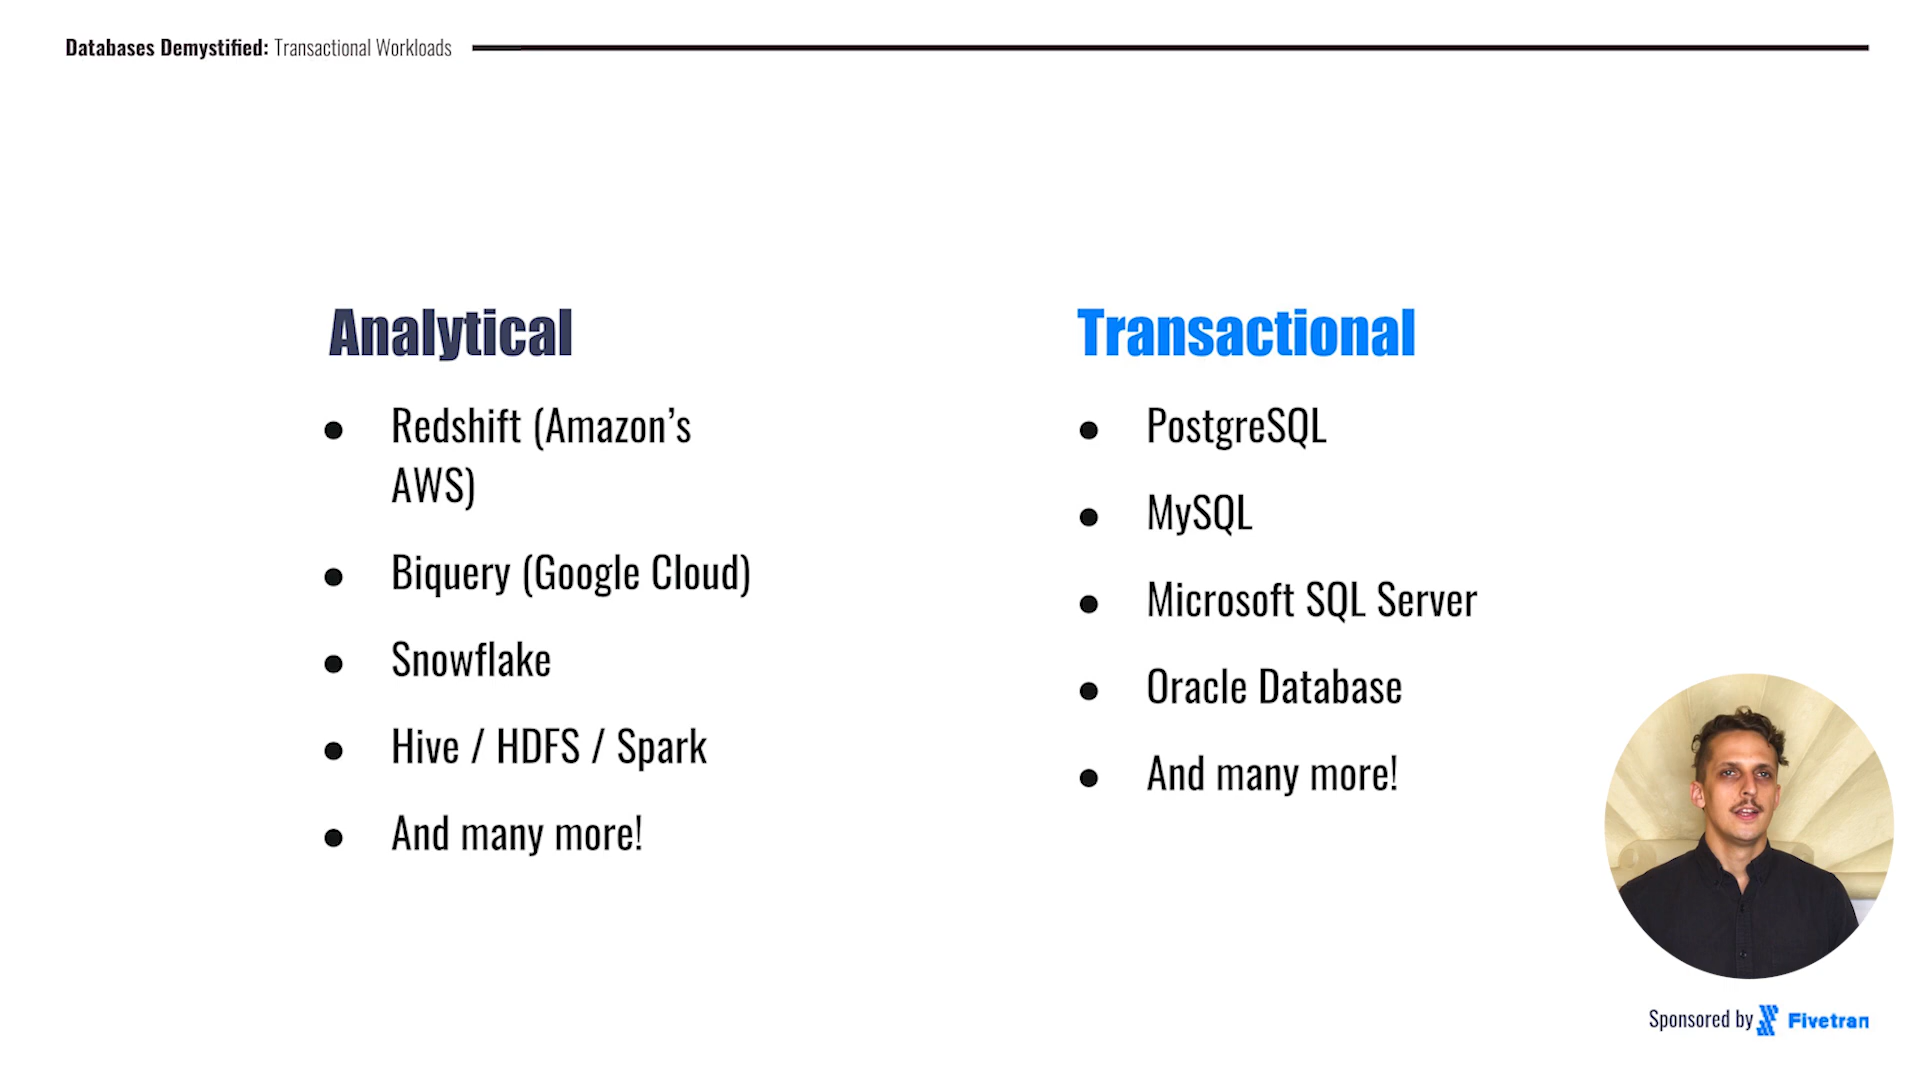 Databases Demystified: Transactional Workloads
Analytical
● Redshift (Amazon’s
AWS)
● Biquery (Google Cloud)
● Snowflake
● Hive / HDFS / Spark
● And many more!
Transactional
● PostgreSQL
● MySQL
● Microsoft SQL Server
● Oracle Database
● And many more!
Sponsored by Fivetran